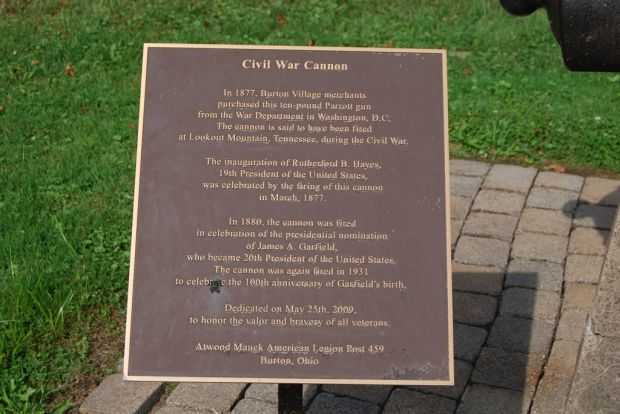 Civil War Cannon
In 1877, Burton Village merchants
purchased this ten-pound Parrott gun
from the War Department in Washington, D.C.
The cannon is said to have been fired
at Lookout Mountain, Tennessee, during the Civil War.
The inauguration of Rutherford B. Hayes,
19th President of the United States,
was celebrated by the firing of this cannon
in March, 1877.
In 1880, the cannon was fired
in celebration of the presidential nomination
of James A. Garfield,
who became 20th President of the United States.
The cannon was again fired in 1931
to celebrate the 100th anniversary of Garfield's birth.
Dedicated on May 25th, 2009,
to honor the valor and bravery of all veterans.
Atwood Mauck American Legion Post 459
Burton, Ohio